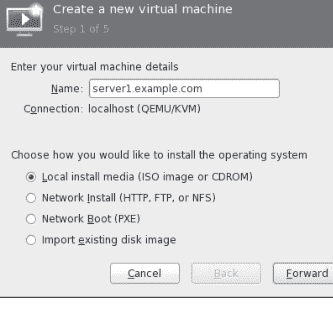 Create a new virtual machine
Step 1 of 5
Enter your virtual machine details
Name: server1.example.com
Connection: localhost (QEMU/KVM)
Choose how you would like to install the operating system
Local install media (ISO image or CDROM)
Network Install (HTTP, FTP, or NFS)
Network Boot (PXE)
Import existing disk image
Cancel Back Forward